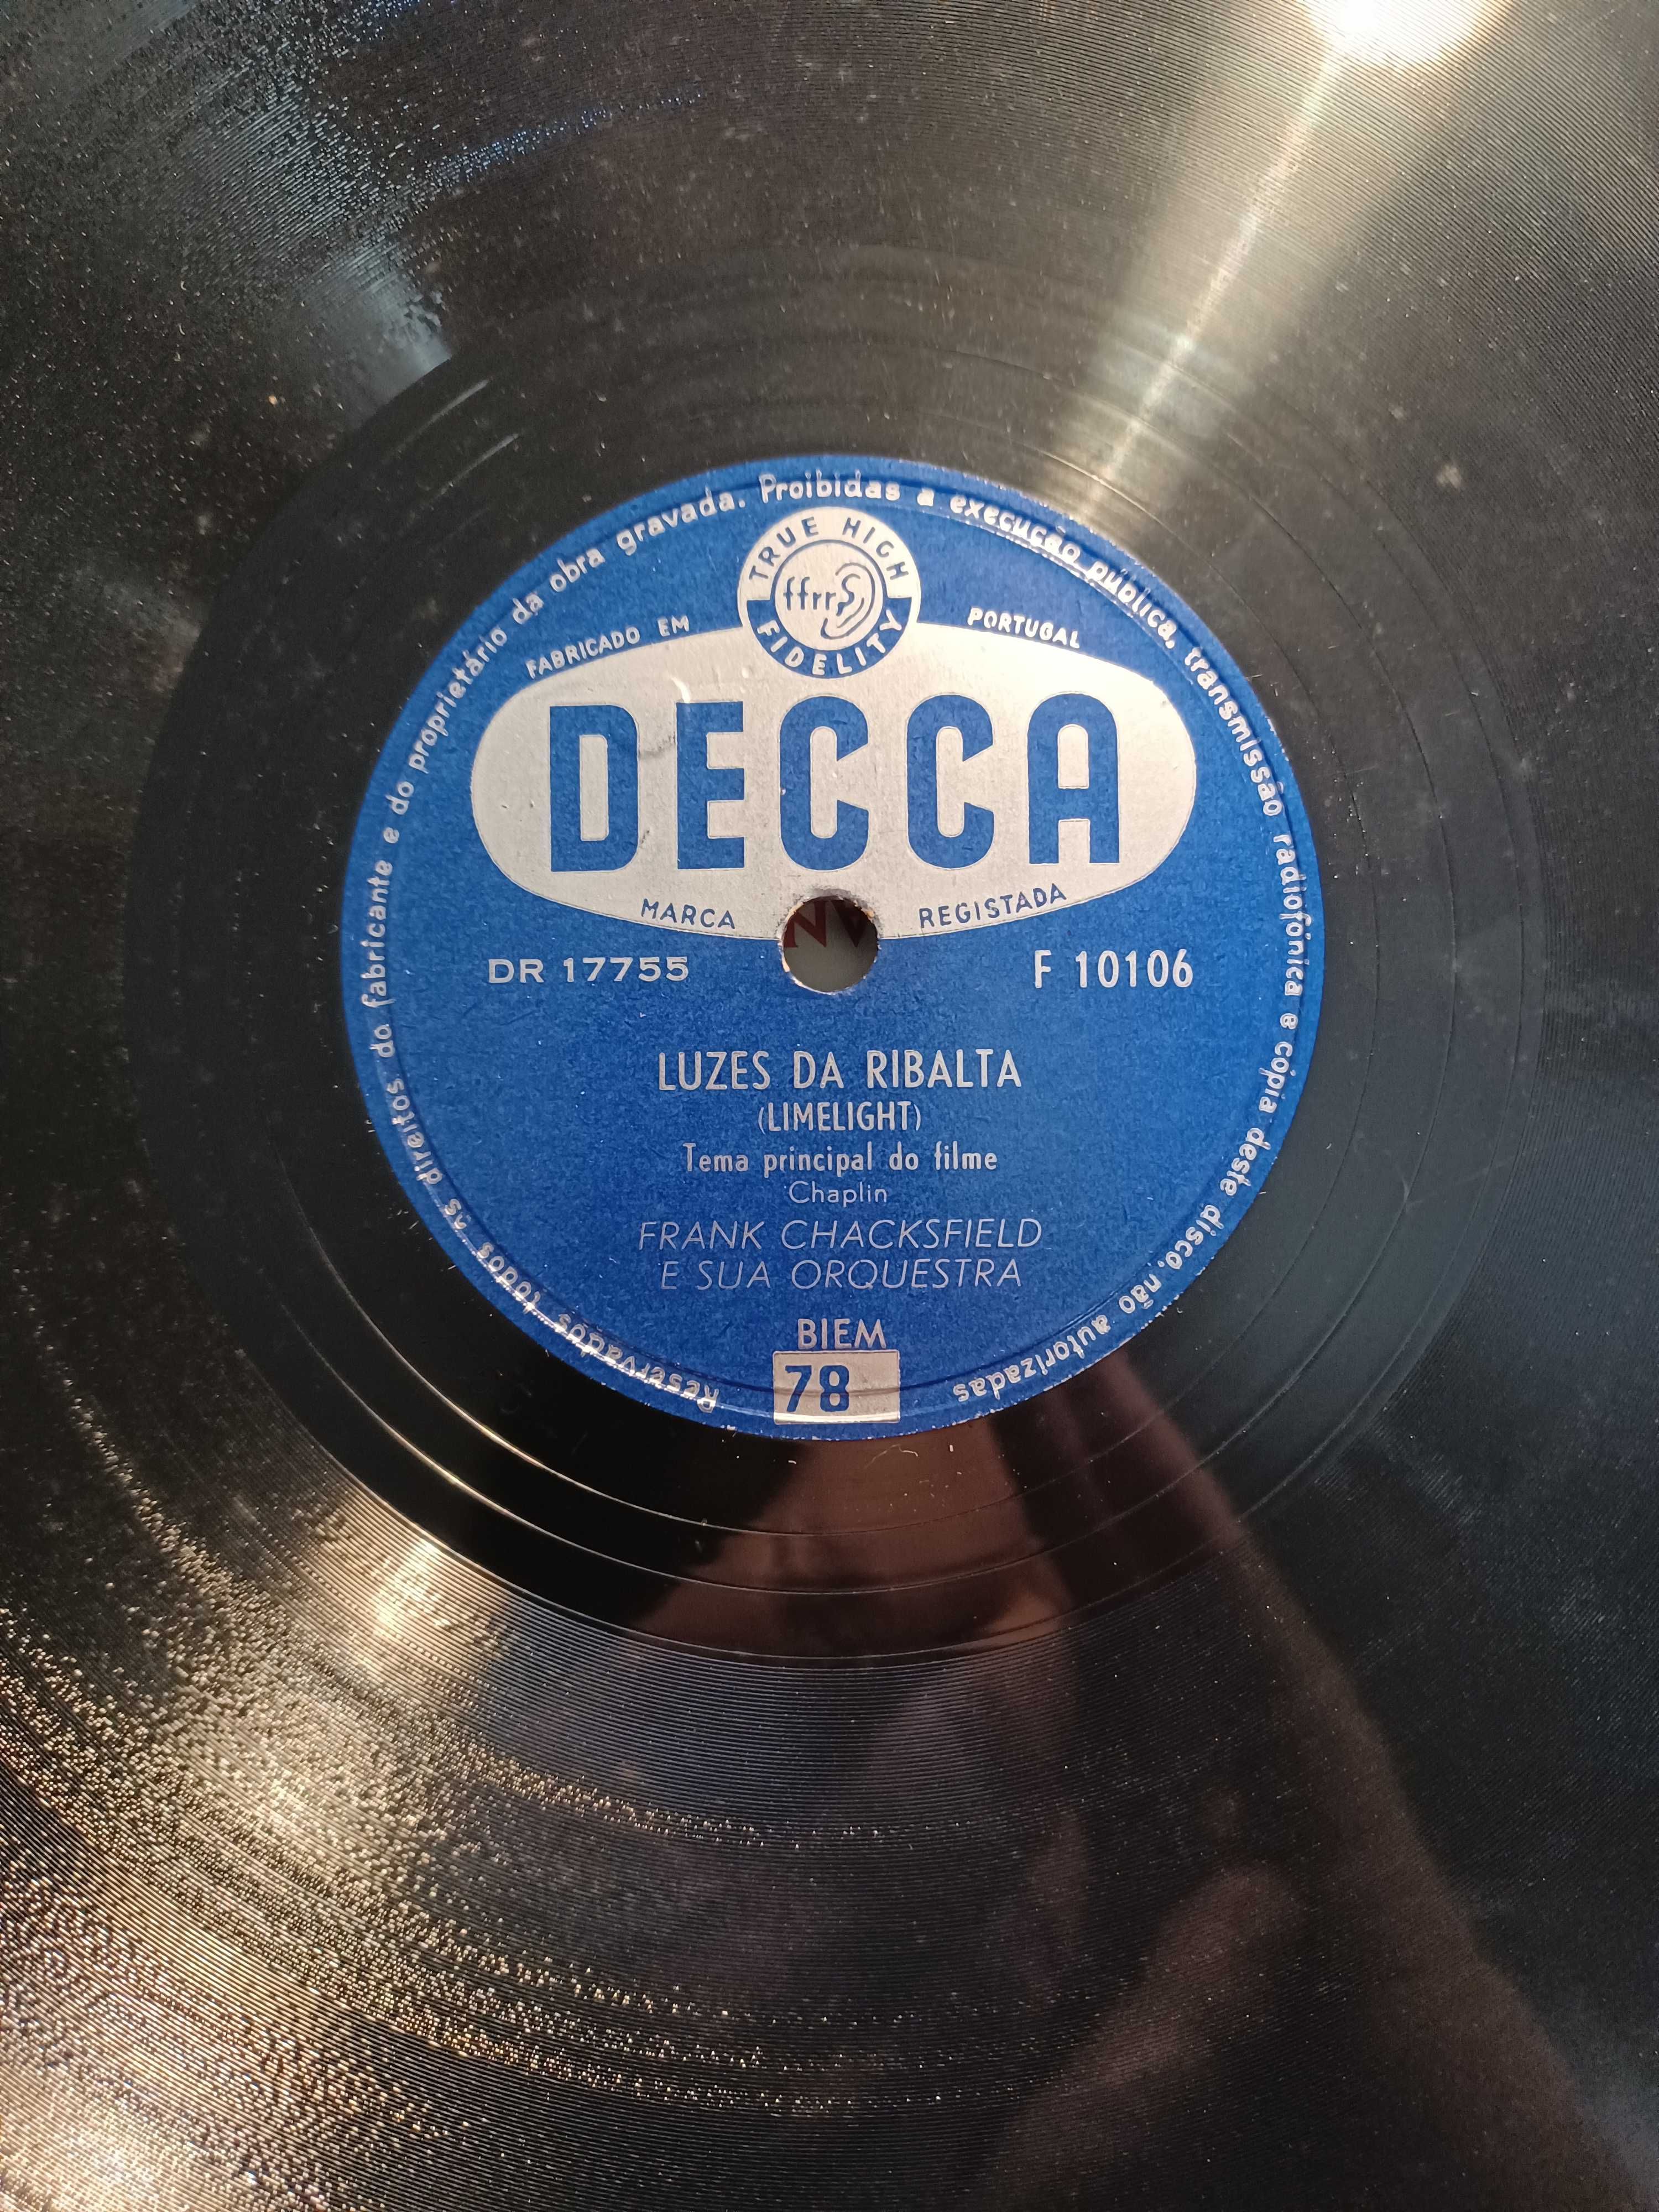 Reservados todos os direitos do fabricante e do proprietário da obra gravada. Proibidas a execução pública, transmissão radiofónica e cópia deste disco, não autorizadas
TRUE HIGH
ffrr
FIDELITY
FABRICADO EM PORTUGAL
DECCA
MARCA REGISTADA
NV
DR 17755 F 10106
LUZES DA RIBALTA
(LIMELIGHT)
Tema principal do filme
Chaplin
FRANK CHACKSFIELD
E SUA ORQUESTRA
BIEM
78